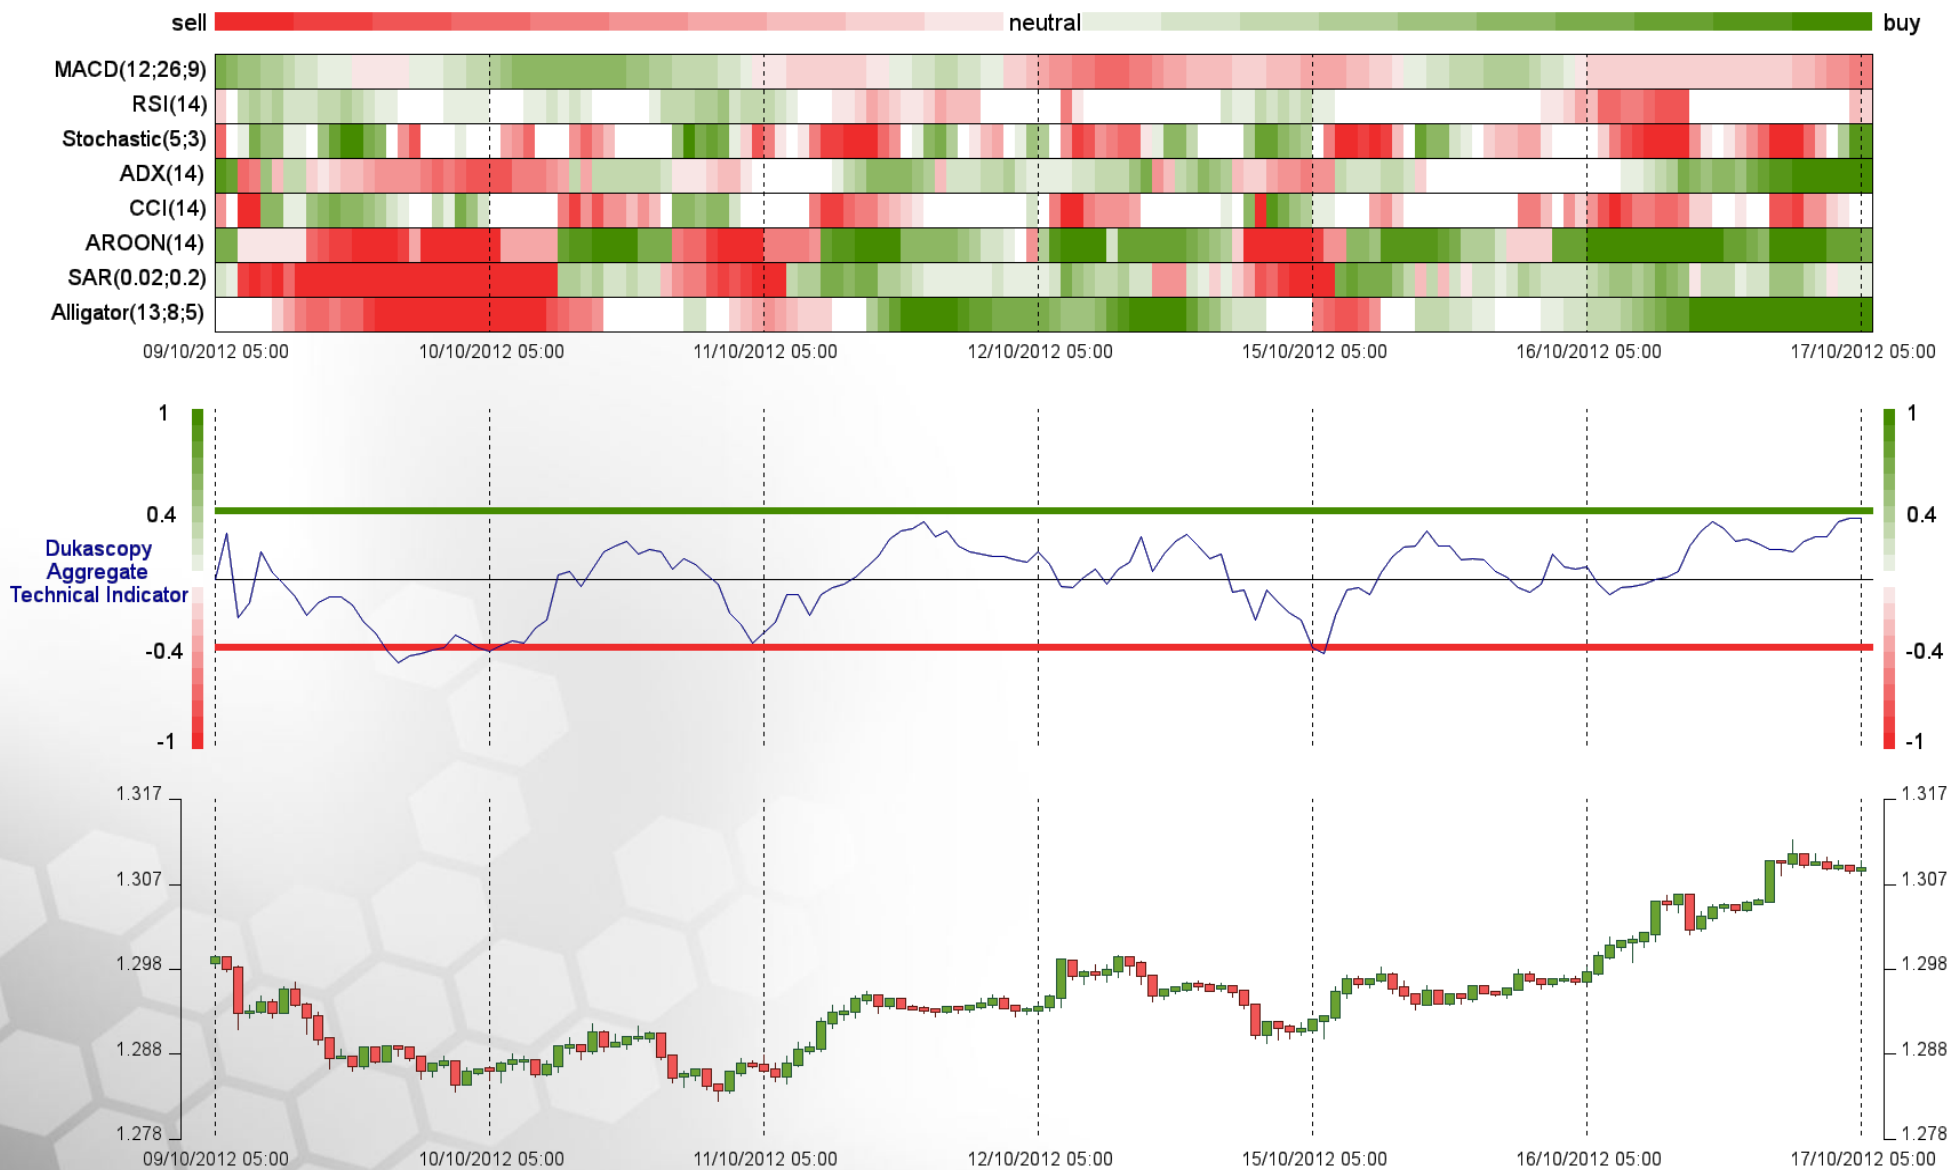 sell neutral buy
MACD(12;26;9)
RSI(14)
Stochastic(5;3)
ADX(14)
CCI(14)
AROON(14)
SAR(0.02;0.2)
Alligator(13;8;5)
09/10/2012 05:00 10/10/2012 05:00 11/10/2012 05:00 12/10/2012 05:00 15/10/2012 05:00 16/10/2012 05:00 17/10/2012 05:00
1 1
0.4 0.4
Dukascopy
Aggregate
Technical Indicator
-0.4 -0.4
-1 -1
1.317 1.317
1.307 1.307
1.298 1.298
1.288 1.288
1.278 1.278
09/10/2012 05:00 10/10/2012 05:00 11/10/2012 05:00 12/10/2012 05:00 15/10/2012 05:00 16/10/2012 05:00 17/10/2012 05:00